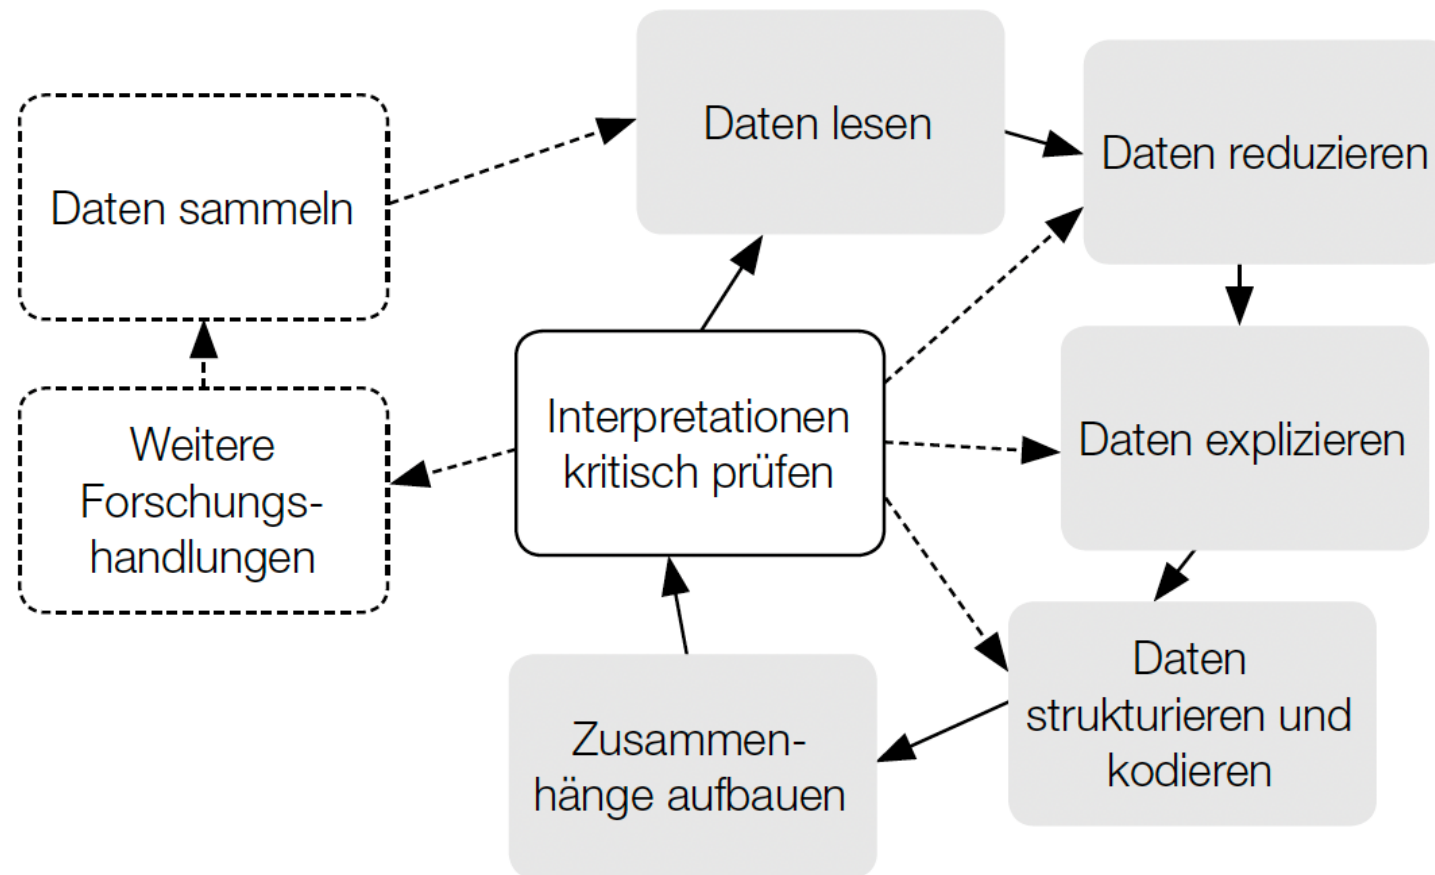 Daten lesen
Daten reduzieren
Daten sammeln
Interpretationen
kritisch prüfen
Daten explizieren
Weitere
Forschungs-
handlungen
Daten
strukturieren und
kodieren
Zusammen-
hänge aufbauen